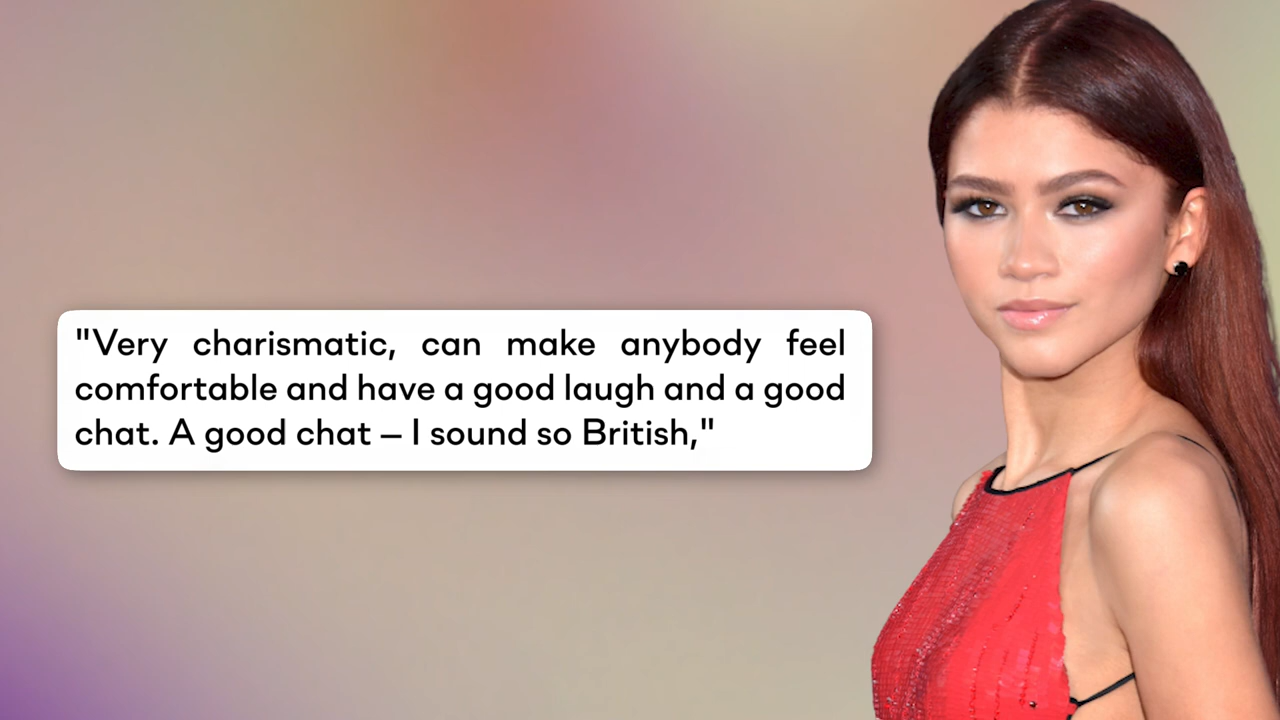 "Very charismatic, can make anybody feel
comfortable and have a good laugh and a good
chat. A good chat – I sound so British,"